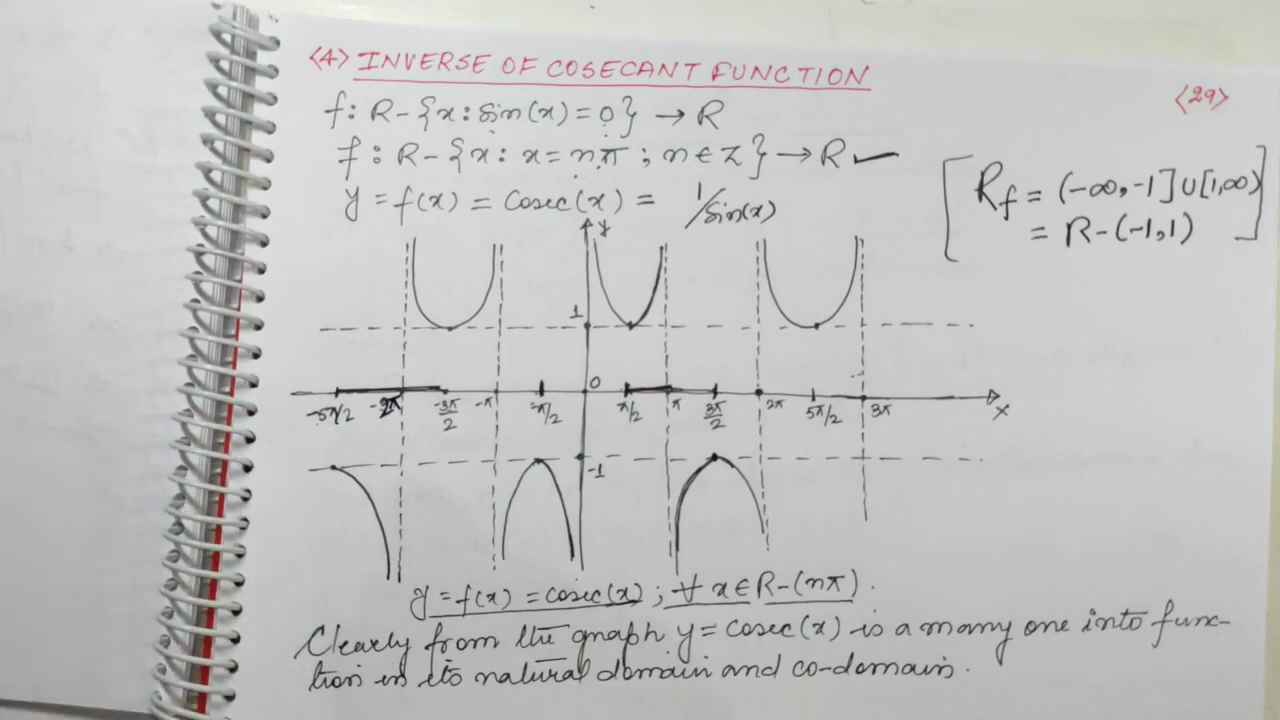 <4> INVERSE OF COSECANT FUNCTION
<29>
f: R - {x : Sin(x) = 0} → R
f : R - {x : x = nπ ; n ∈ Z} → R
y = f(x) = Cosec(x) = 1/Sin(x)
[ R_f = (-∞, -1] ∪ [1, ∞)
= R - (-1, 1) ]
y
1
0
-5π/2 -2π -3π/2 -π -π/2 π/2 π 3π/2 2π 5π/2 3π x
-1
y = f(x) = cosec(x) ; ∀ x ∈ R - (nπ).
Clearly from the graph y = cosec(x) is a many one into func-
tion in its natural domain and co-domain.